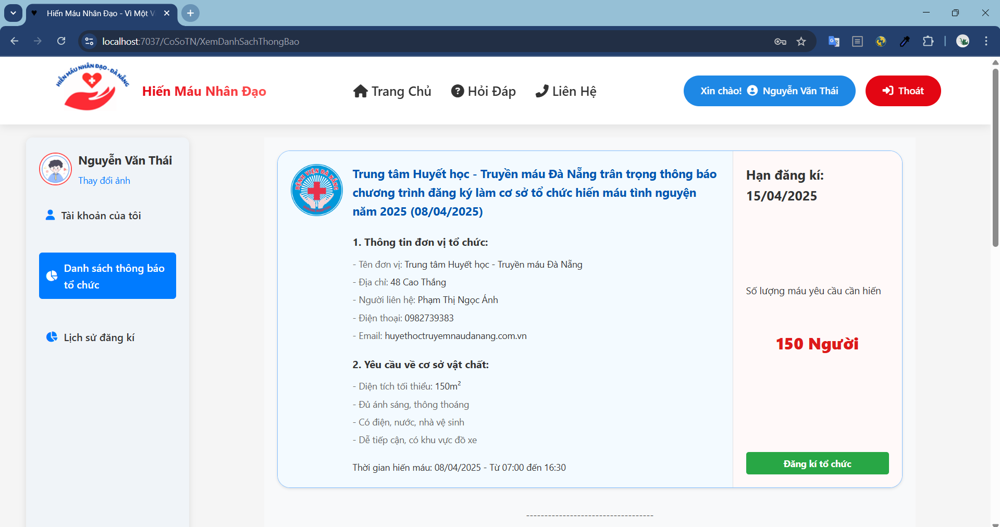 Hiến Máu Nhân Đạo - Vì Một V
localhost:7037/CoSoTN/XemDanhSachThongBao
HIẾN MÁU NHÂN ĐẠO - ĐÀ NẴNG
Hiến Máu Nhân Đạo
Trang Chủ
Hỏi Đáp
Liên Hệ
Xin chào! Nguyễn Văn Thái
Thoát
Nguyễn Văn Thái
Thay đổi ảnh
Tài khoản của tôi
Danh sách thông báo
tổ chức
Lịch sử đăng kí
BỆNH VIỆN ĐÀ NẴNG
Trung tâm Huyết học - Truyền máu Đà Nẵng trân trọng thông báo
chương trình đăng ký làm cơ sở tổ chức hiến máu tình nguyện
năm 2025 (08/04/2025)
1. Thông tin đơn vị tổ chức:
- Tên đơn vị: Trung tâm Huyết học - Truyền máu Đà Nẵng
- Địa chỉ: 48 Cao Thắng
- Người liên hệ: Phạm Thị Ngọc Ánh
- Điện thoại: 0982739383
- Email: huyethoctruyemnaudanang.com.vn
2. Yêu cầu về cơ sở vật chất:
- Diện tích tối thiểu: 150m²
- Đủ ánh sáng, thông thoáng
- Có điện, nước, nhà vệ sinh
- Dễ tiếp cận, có khu vực đồ xe
Thời gian hiến máu: 08/04/2025 - Từ 07:00 đến 16:30
Hạn đăng kí:
15/04/2025
Số lượng máu yêu cầu cần hiến
150 Người
Đăng kí tổ chức
-----------------------------------